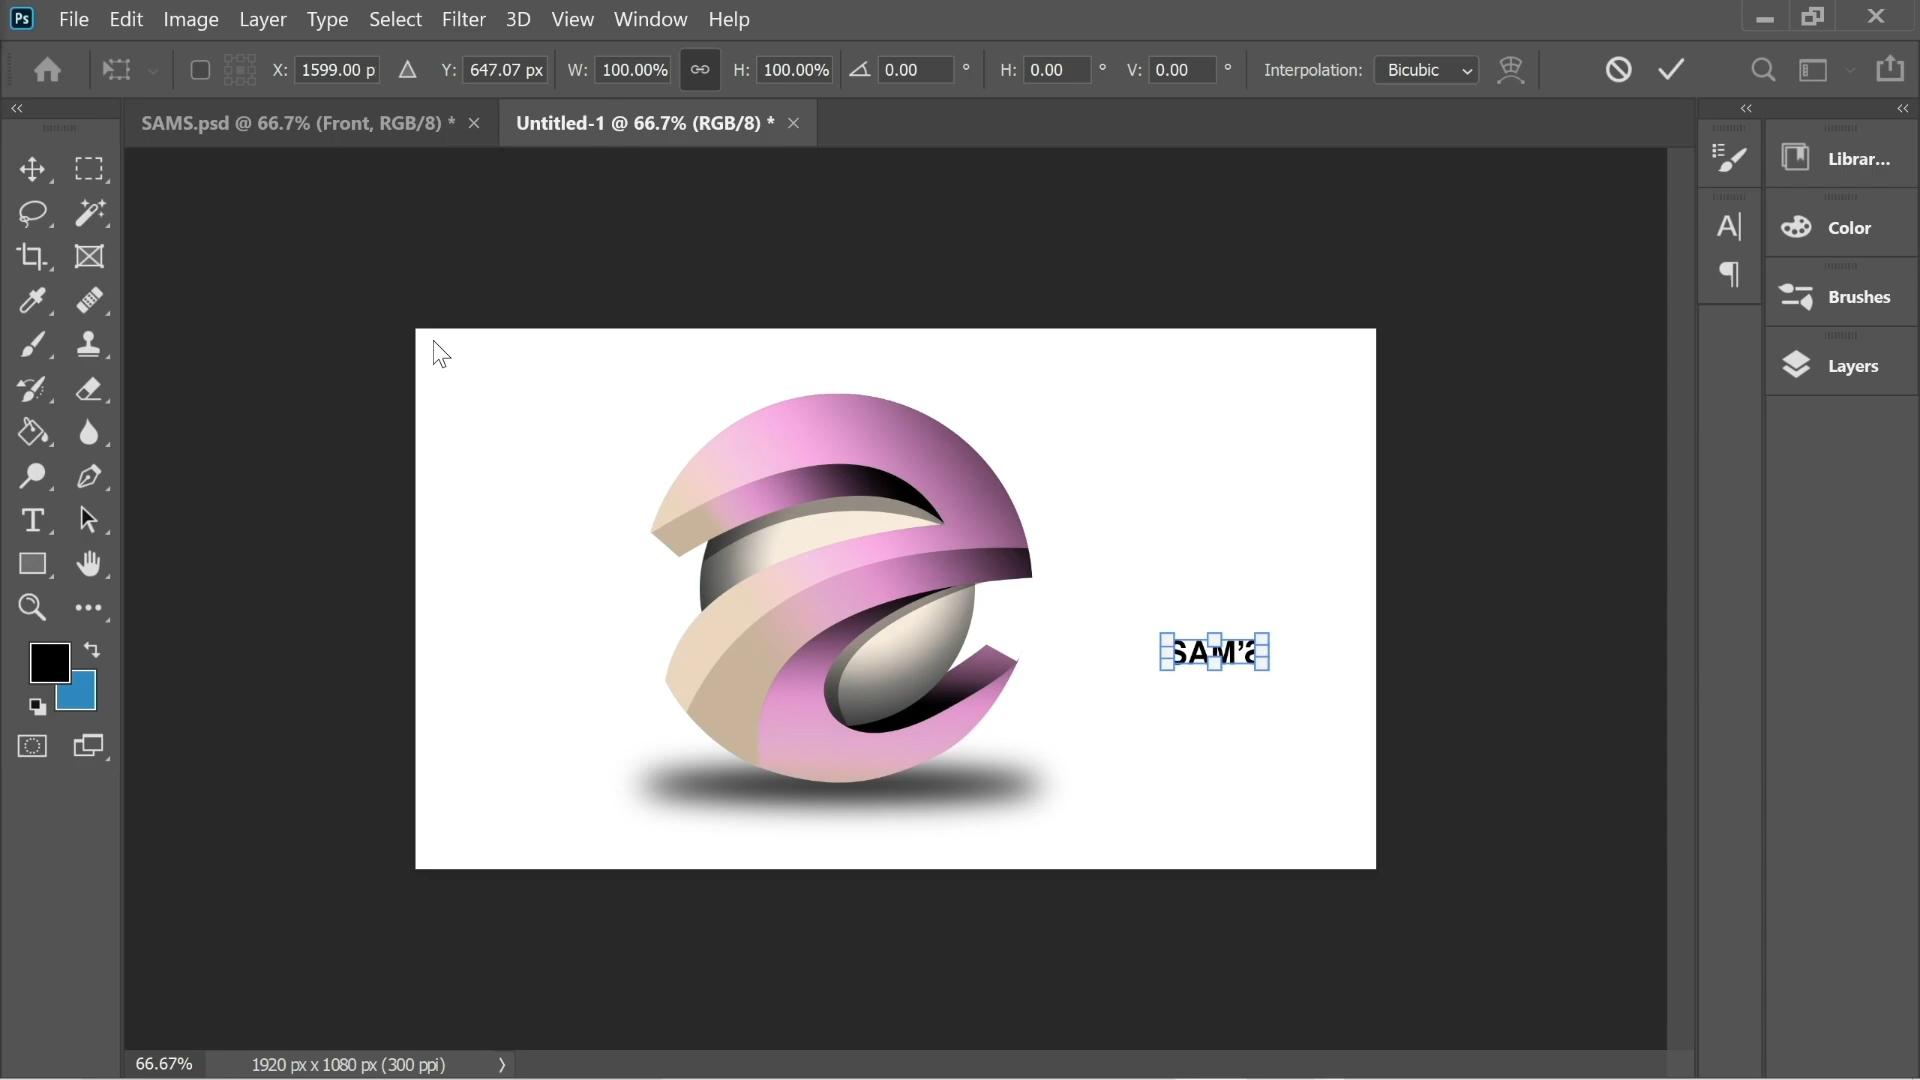 Ps File Edit Image Layer Type Select Filter 3D View Window Help
X: 1599.00 p Y: 647.07 px W: 100.00% H: 100.00% 0.00 ° H: 0.00 ° V: 0.00 ° Interpolation: Bicubic
SAMS.psd @ 66.7% (Front, RGB/8) * × Untitled-1 @ 66.7% (RGB/8) * ×
Librar...
Color
Brushes
Layers
SAM'S
66.67% 1920 px x 1080 px (300 ppi)